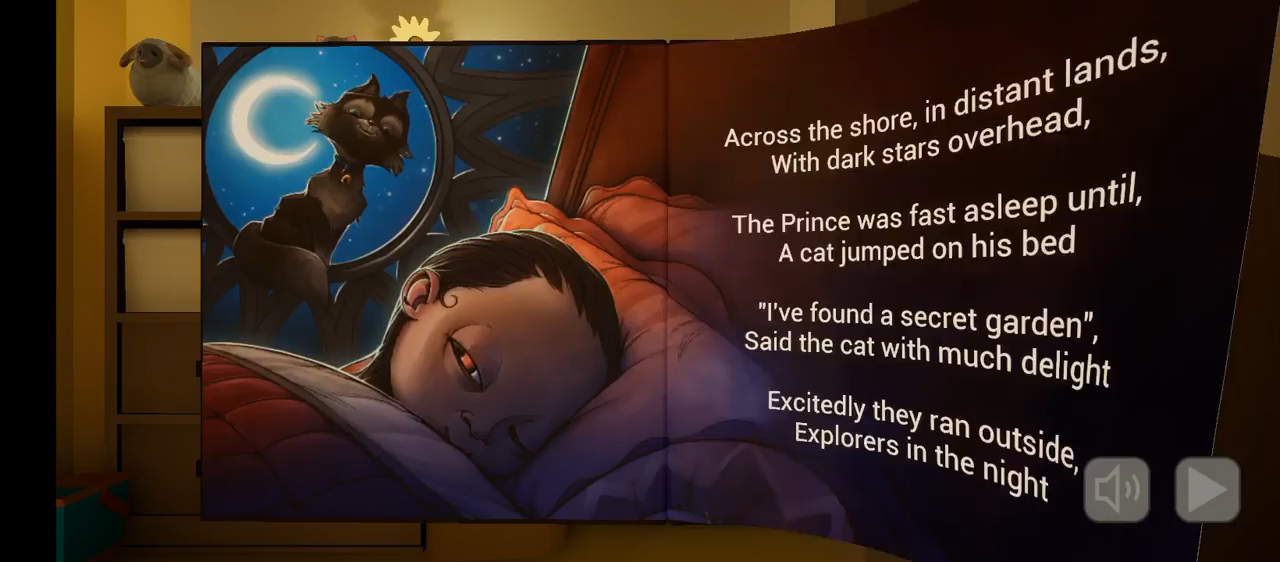 Across the shore, in distant lands,
With dark stars overhead,
The Prince was fast asleep until,
A cat jumped on his bed
"I've found a secret garden",
Said the cat with much delight
Excitedly they ran outside,
Explorers in the night